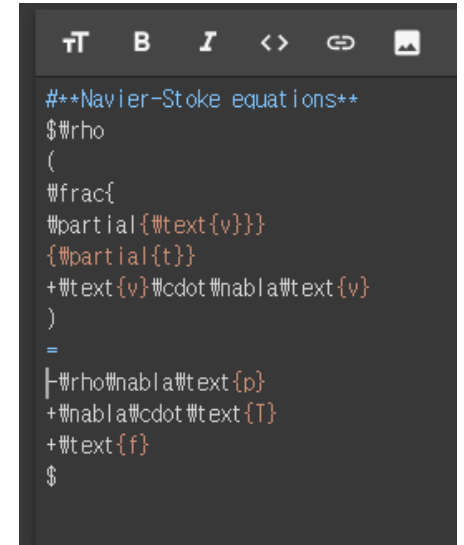 тT B I <>
#**Navier-Stoke equations**
$₩rho
(
₩frac{
₩partial{₩text{v}}}
{₩partial{t}}
+₩text{v}₩cdot₩nabla₩text{v}
)
=
-₩rho₩nabla₩text{p}
+₩nabla₩cdot₩text{T}
+₩text{f}
$